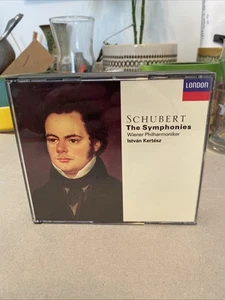 LONDON
SCHUBERT
The Symphonies
Wiener Philharmoniker
István Kertész